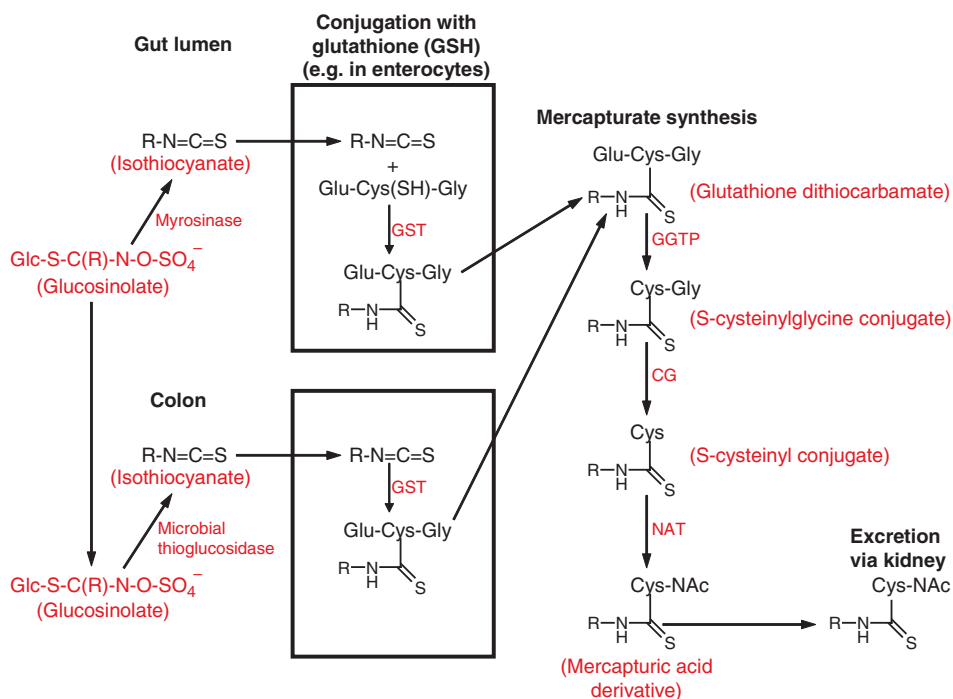 Gut lumen
Conjugation with
glutathione (GSH)
(e.g. in enterocytes)
R-N=C=S
(Isothiocyanate)
Myrosinase
Glc-S-C(R)-N-O-SO4–
(Glucosinolate)
R-N=C=S
+
Glu-Cys(SH)-Gly
GST
Glu-Cys-Gly
R-N
H
S
Colon
R-N=C=S
(Isothiocyanate)
Microbial
thioglucosidase
Glc-S-C(R)-N-O-SO4–
(Glucosinolate)
R-N=C=S
GST
Glu-Cys-Gly
R-N
H
S
Mercapturate synthesis
Glu-Cys-Gly
R-N
H
S
(Glutathione dithiocarbamate)
GGTP
Cys-Gly
R-N
H
S
(S-cysteinylglycine conjugate)
CG
Cys
R-N
H
S
(S-cysteinyl conjugate)
NAT
Cys-NAc
R-N
H
S
(Mercapturic acid
derivative)
Excretion
via kidney
Cys-NAc
R-N
H
S